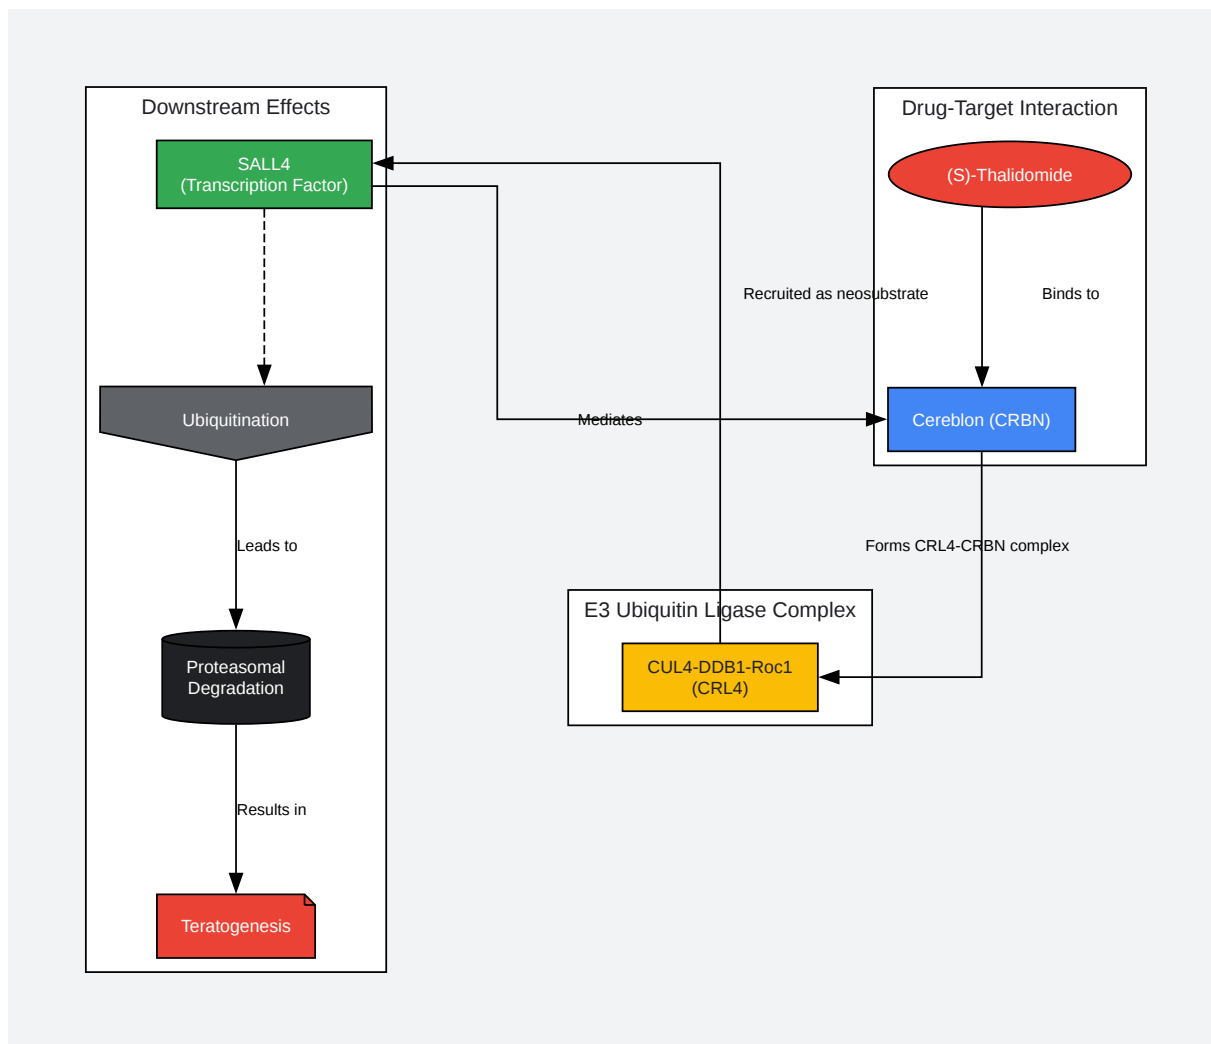 Downstream Effects
Drug-Target Interaction
SALL4
(Transcription Factor)
(S)-Thalidomide
Recruited as neosubstrate
Binds to
Ubiquitination
Mediates
Cereblon (CRBN)
Leads to
Forms CRL4-CRBN complex
E3 Ubiquitin Ligase Complex
Proteasomal
Degradation
CUL4-DDB1-Roc1
(CRL4)
Results in
Teratogenesis